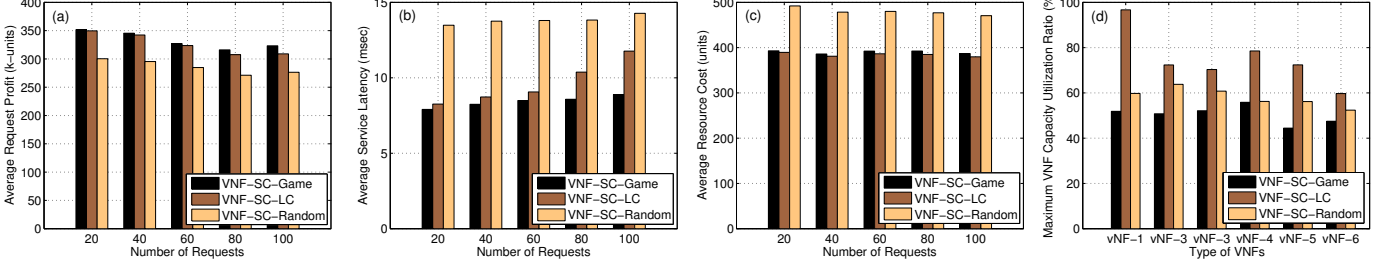 (a)
Average Request Profit (k−units)
400
350
300
250
200
150
100
50
0
VNF−SC−Game
VNF−SC−LC
VNF−SC−Random
20 40 60 80 100
Number of Requests
(b)
Average Service Latency (msec)
15
10
5
0
VNF−SC−Game
VNF−SC−LC
VNF−SC−Random
20 40 60 80 100
Number of Requests
(c)
Average Resource Cost (units)
500
400
300
200
100
0
VNF−SC−Game
VNF−SC−LC
VNF−SC−Random
20 40 60 80 100
Number of Requests
(d)
Maximum VNF Capacity Utilization Ratio (%)
100
80
60
40
20
0
VNF−SC−Game
VNF−SC−LC
VNF−SC−Random
vNF−1 vNF−3 vNF−3 vNF−4 vNF−5 vNF−6
Type of VNFs